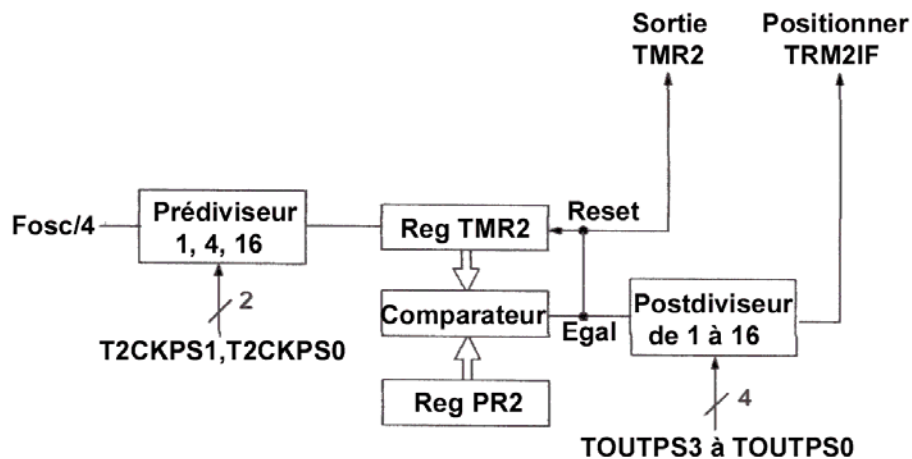 Sortie
TMR2
Positionner
TRM2IF
Fosc/4
Prédiviseur
1, 4, 16
Reg TMR2
Reset
2
T2CKPS1,T2CKPS0
Comparateur
Egal
Postdiviseur
de 1 à 16
Reg PR2
4
TOUTPS3 à TOUTPS0